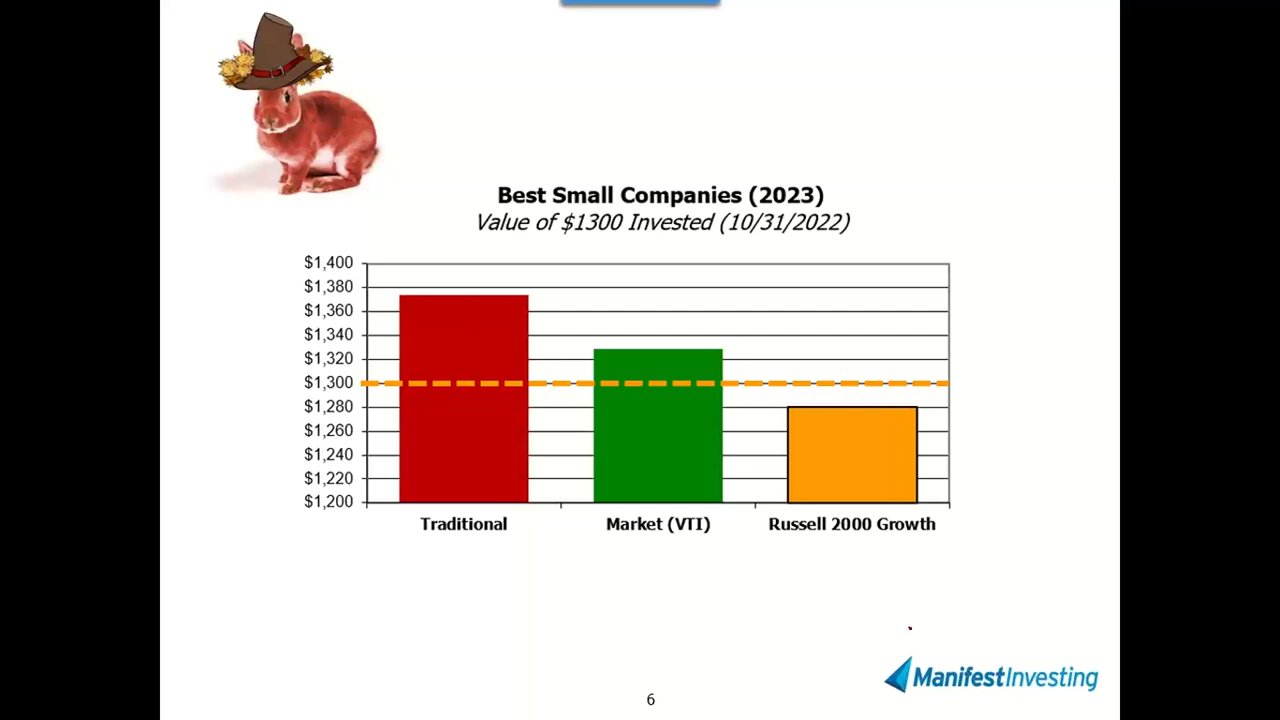 Best Small Companies (2023)
Value of $1300 Invested (10/31/2022)
$1,400
$1,380
$1,360
$1,340
$1,320
$1,300
$1,280
$1,260
$1,240
$1,220
$1,200
Traditional
Market (VTI)
Russell 2000 Growth
ManifestInvesting
6